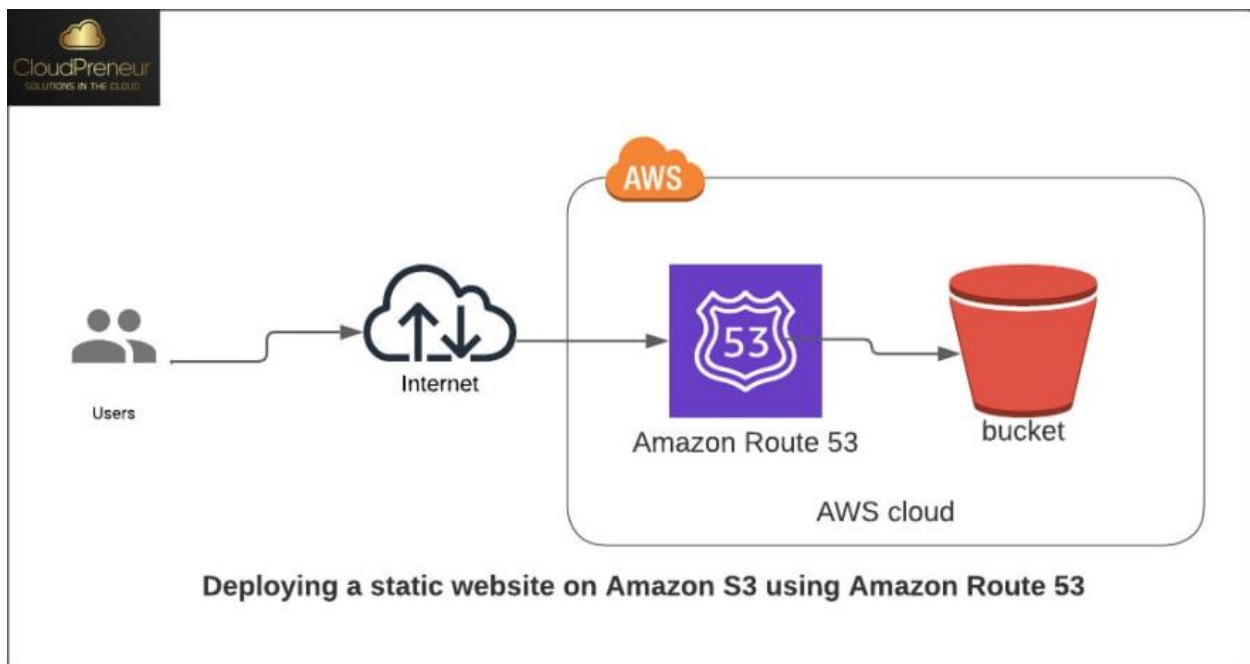 CloudPreneur
SOLUTIONS IN THE CLOUD
AWS
Users
Internet
53
Amazon Route 53
bucket
AWS cloud
Deploying a static website on Amazon S3 using Amazon Route 53